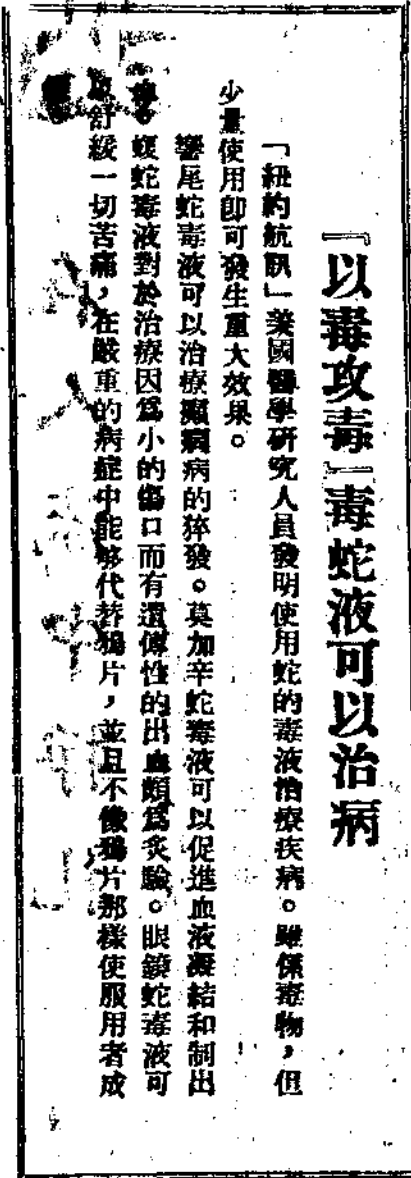 『以毒攻毒』毒蛇液可以治病
「紐約航訊」美國醫學研究人員發明使用蛇的毒液治療疾病。雖係毒物，但
少量使用卽可發生重大效果。
響尾蛇毒液可以治療癲癇病的猝發。莫加辛蛇毒液可以促進血液凝結和制出
血。蝮蛇毒液對於治療因爲小的傷口而有遺傳性的出血頗爲灵驗。眼鏡蛇毒液可
舒緩一切苦痛，在嚴重的病症中能够代替鴉片，並且不像鴉片那樣使服用者成